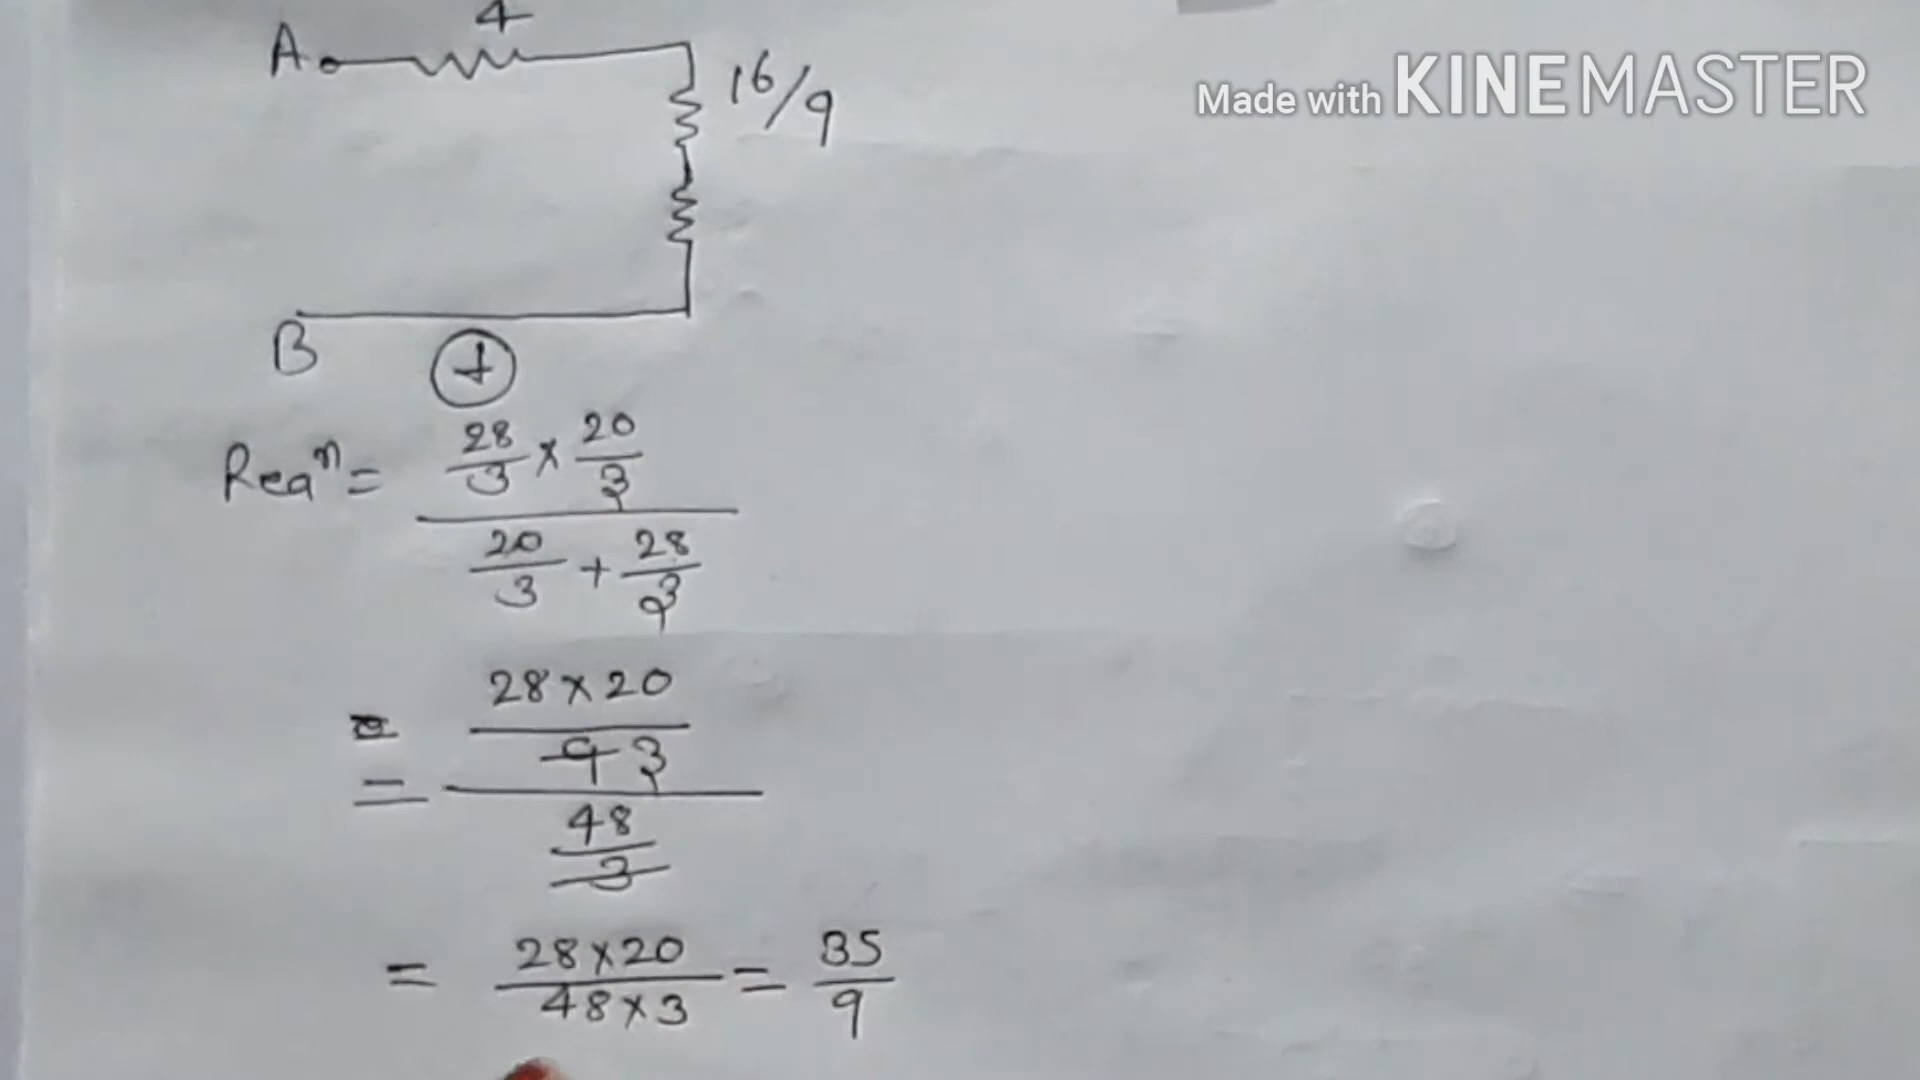 4
A
16/9
Made with KINEMASTER
B
+
Reqⁿ = 28/3 × 20/3
20/3 + 28/3
28×20
9 3
=
48
3
= 28×20/48×3 = 35/9